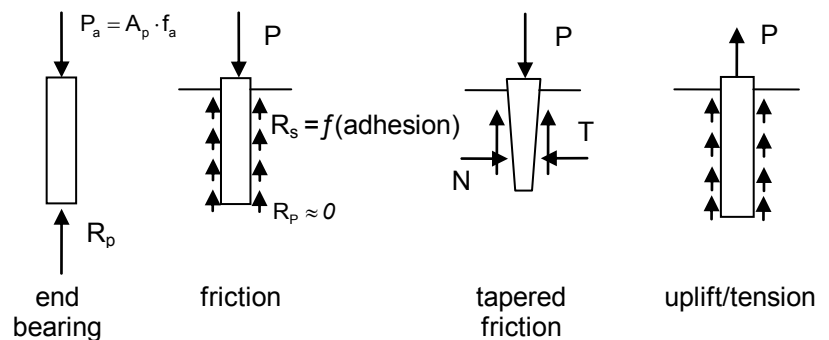 P_a = A_p · f_a
P
P
P
R_s = f(adhesion)
T
N
R_P ≈ 0
R_p
end bearing
friction
tapered friction
uplift/tension